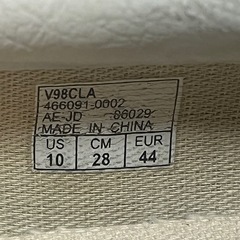 V98CLA
466091-0002
AE-JD 06029
MADE IN CHINA
US CM EUR
10 28 44